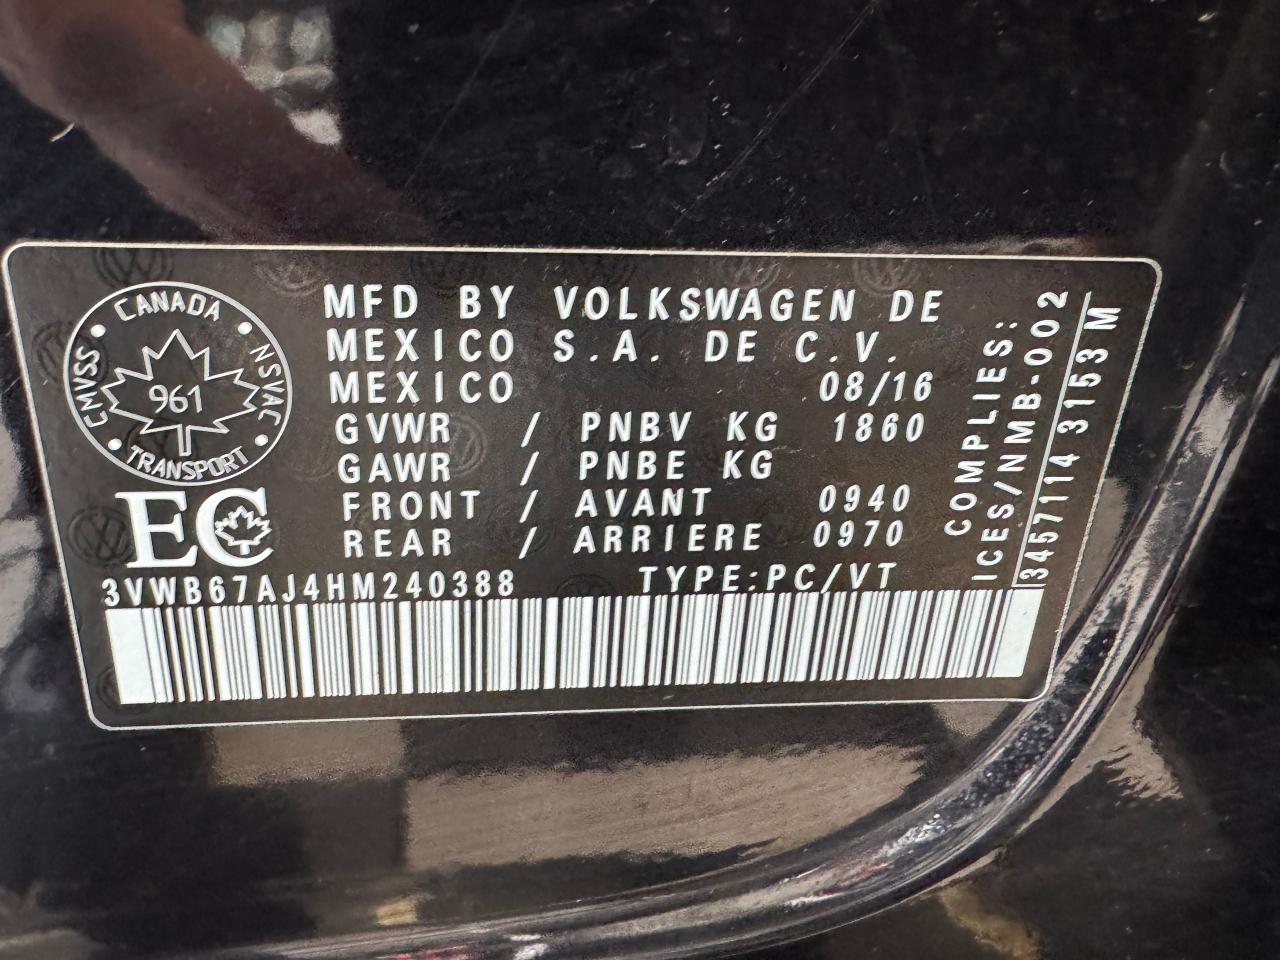 CANADA
CMVSS
NSVAC
961
TRANSPORT
EC
MFD BY VOLKSWAGEN DE
MEXICO S.A. DE C.V.
MEXICO 08/16
GVWR / PNBV KG 1860
GAWR / PNBE KG
FRONT / AVANT 0940
REAR / ARRIERE 0970
3VWB67AJ4HM240388 TYPE:PC/VT
COMPLIES:
ICES/NMB-002
3457114 3153 M